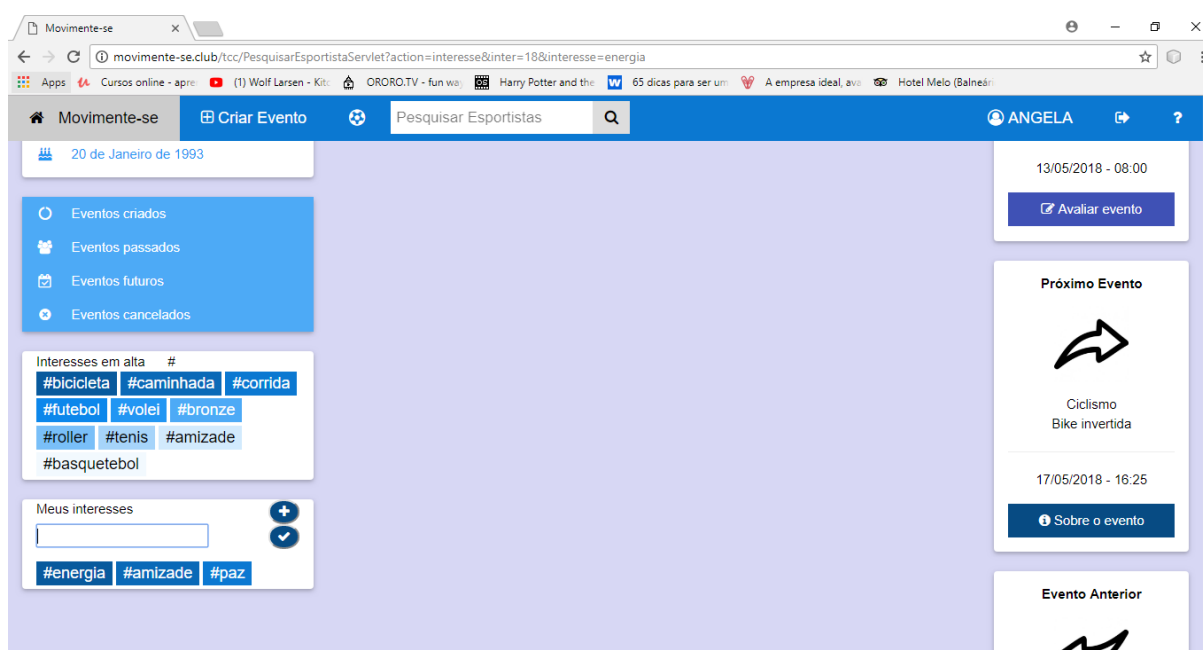 Movimente-se
movimente-se.club/tcc/PesquisarEsportistaServlet?action=interesse&inter=18&interesse=energia
Apps Cursos online - apre (1) Wolf Larsen - Kitc ORORO.TV - fun way Harry Potter and the 65 dicas para ser um A empresa ideal, ava Hotel Melo (Balneári
Movimente-se Criar Evento Pesquisar Esportistas ANGELA ?
20 de Janeiro de 1993
Eventos criados
Eventos passados
Eventos futuros
Eventos cancelados
Interesses em alta #
#bicicleta #caminhada #corrida
#futebol #volei #bronze
#roller #tenis #amizade
#basquetebol
Meus interesses
#energia #amizade #paz
13/05/2018 - 08:00
Avaliar evento
Próximo Evento
Ciclismo
Bike invertida
17/05/2018 - 16:25
Sobre o evento
Evento Anterior